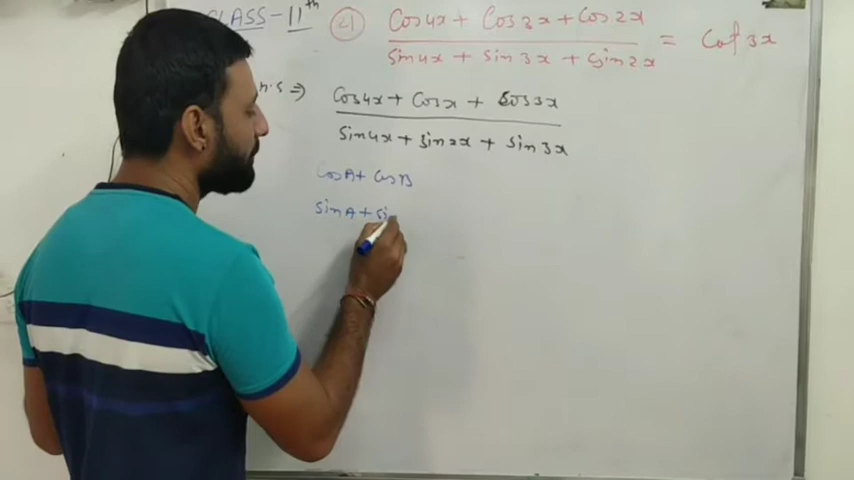 CLASS-11th
21 Cos4x + Cos3x + Cos2x / Sin4x + Sin3x + Sin2x = Cot3x
H.S ⇒ Cos4x + Cosx + Cos3x / Sin4x + Sin2x + Sin3x
CosA + CosB
SinA + Si